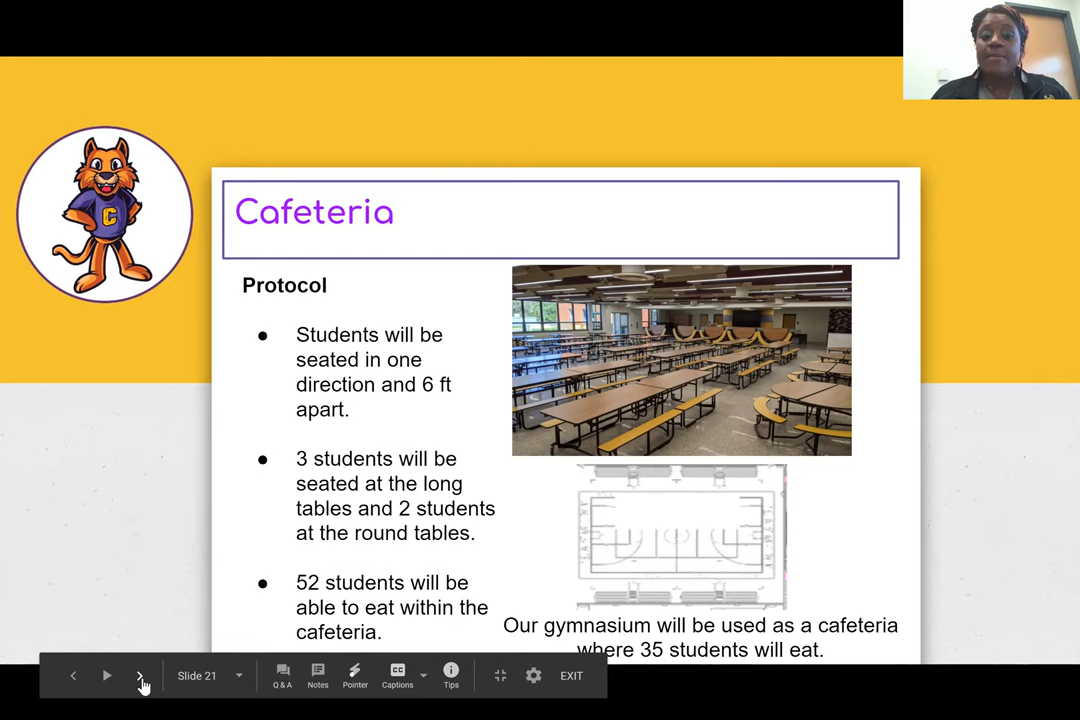 C
Cafeteria
Protocol
● Students will be
seated in one
direction and 6 ft
apart.
● 3 students will be
seated at the long
tables and 2 students
at the round tables.
● 52 students will be
able to eat within the
cafeteria.
Our gymnasium will be used as a cafeteria
where 35 students will eat.
Slide 21
Q & A
Notes
Pointer
CC
Captions
Tips
EXIT